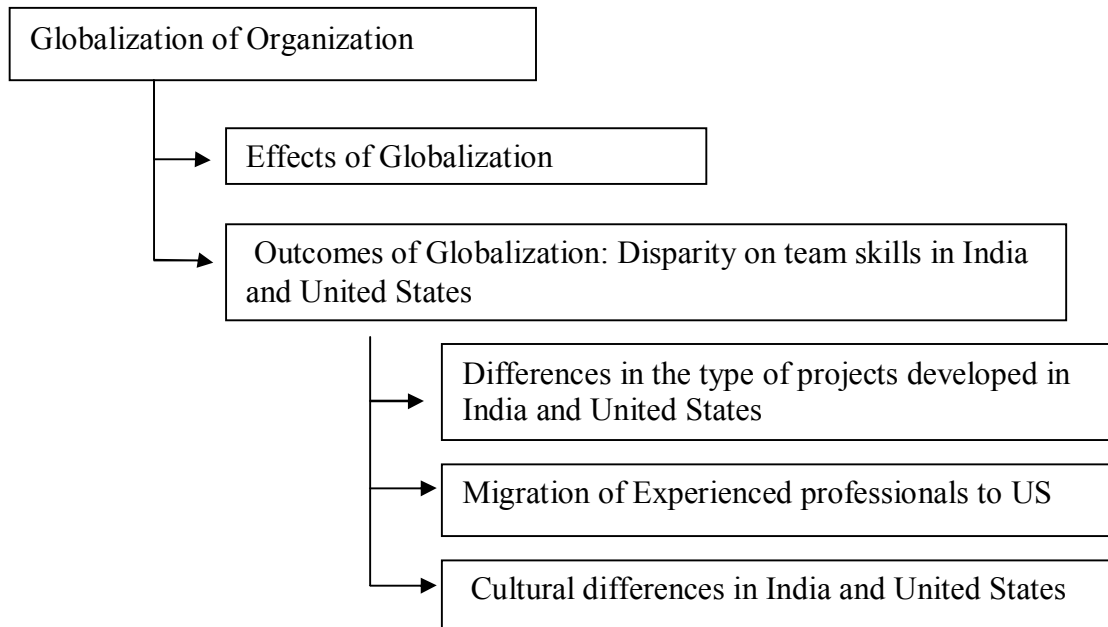 Globalization of Organization
Effects of Globalization
Outcomes of Globalization: Disparity on team skills in India
and United States
Differences in the type of projects developed in
India and United States
Migration of Experienced professionals to US
Cultural differences in India and United States